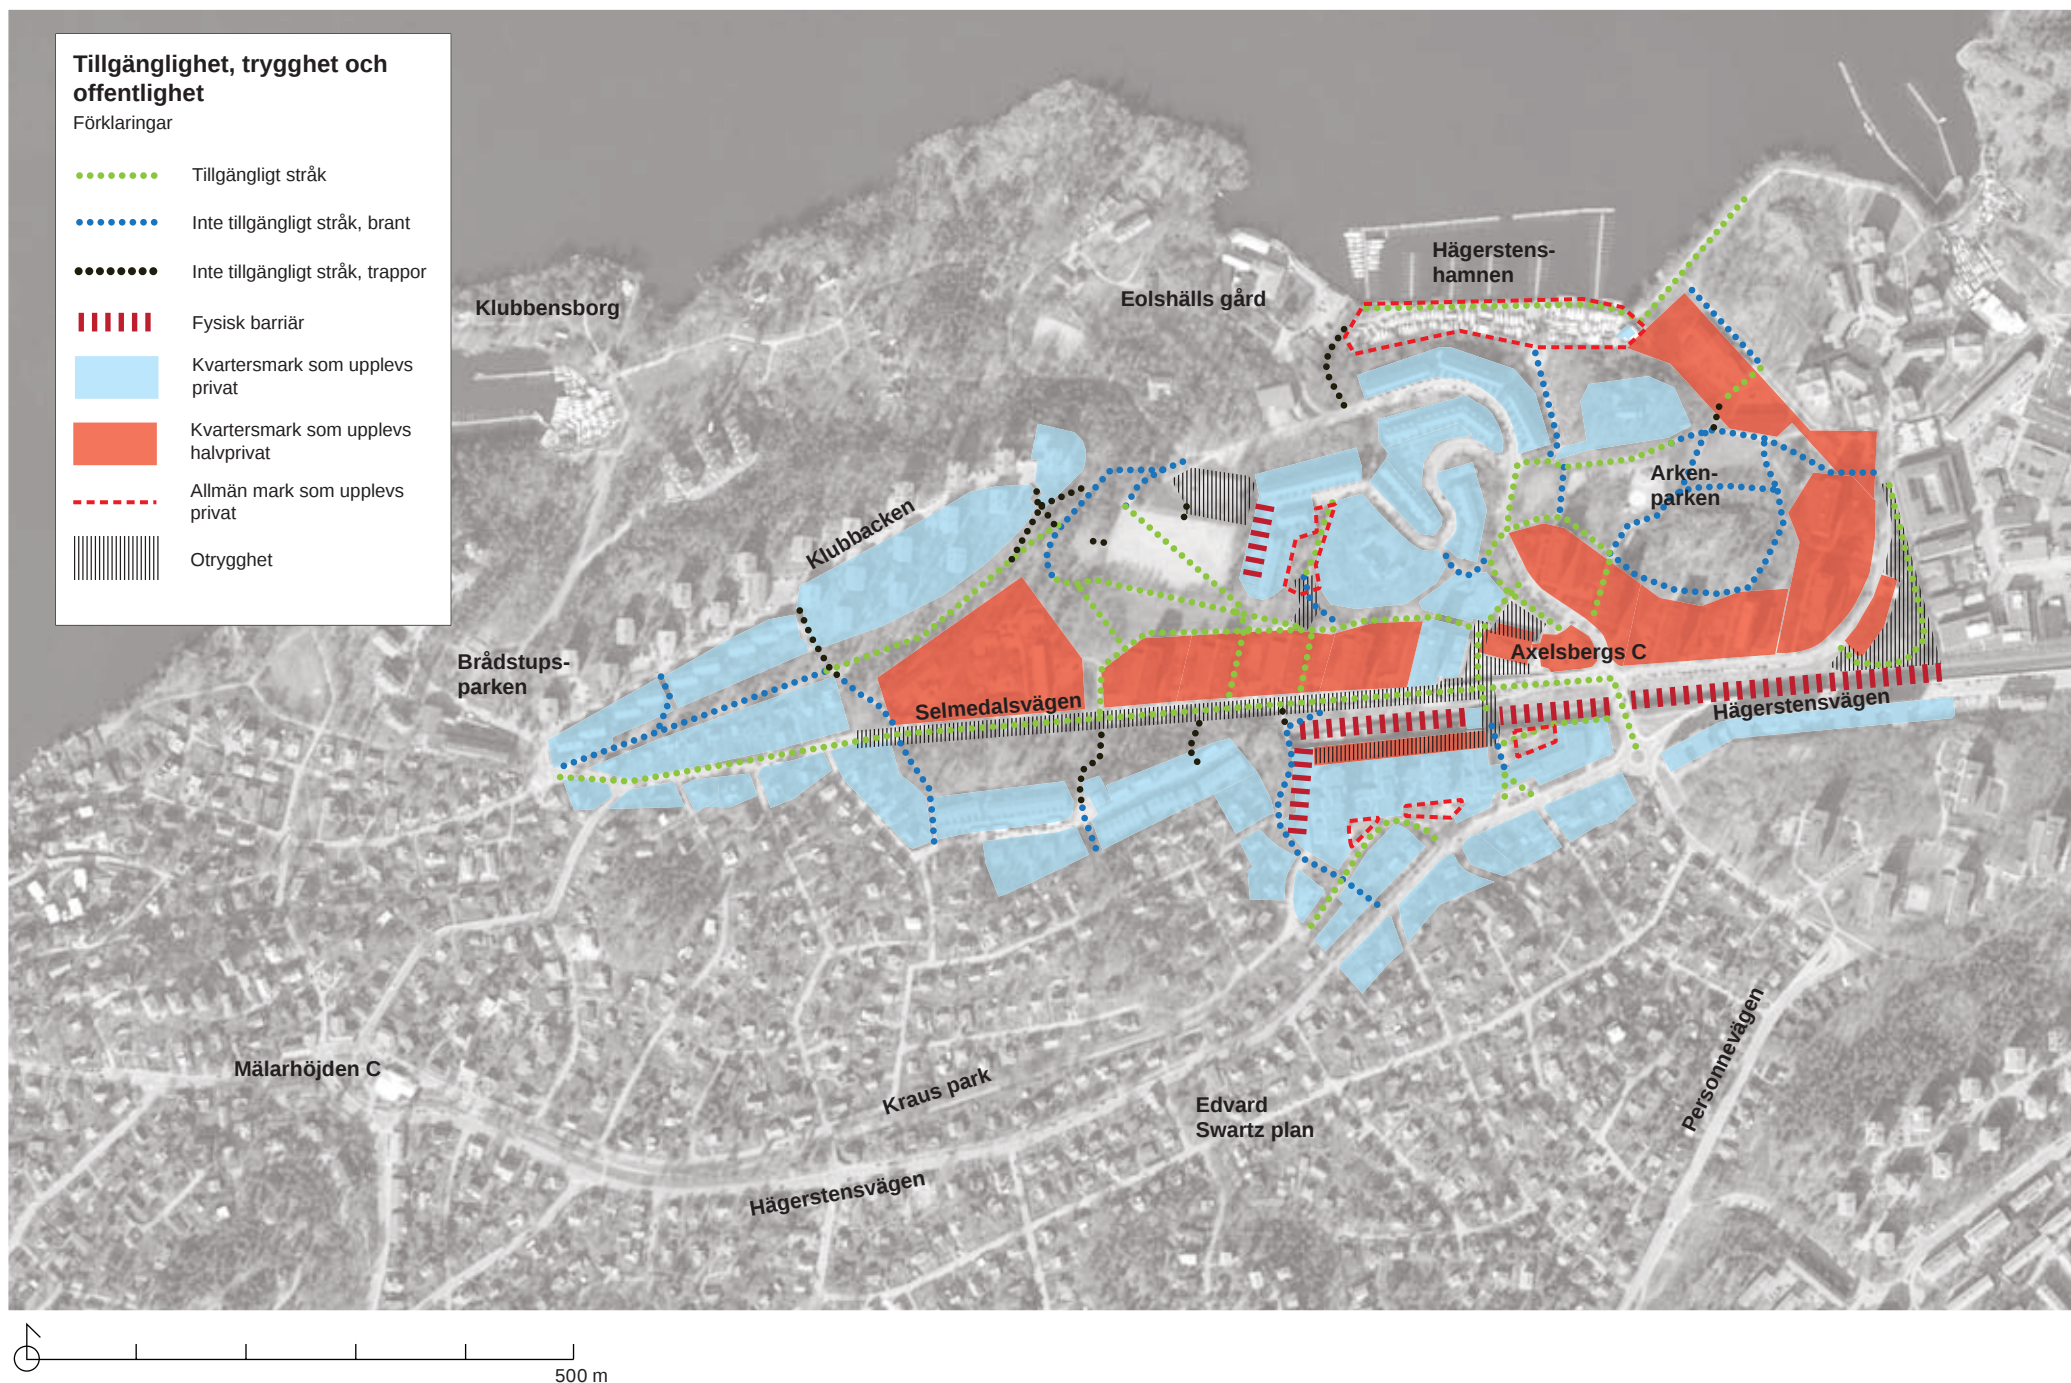 Tillgänglighet, trygghet och
offentlighet
Förklaringar
Tillgängligt stråk
Inte tillgängligt stråk, brant
Inte tillgängligt stråk, trappor
Fysisk barriär
Kvartersmark som upplevs
privat
Kvartersmark som upplevs
halvprivat
Allmän mark som upplevs
privat
Otrygghet
Hägerstens-
hamnen
Eolshälls gård
Klubbensborg
Arken-
parken
Klubbacken
Axelsbergs C
Brådstups-
parken
Selmedalsvägen
Hägerstensvägen
Personnevägen
Mälarhöjden C
Kraus park
Edvard
Swartz plan
Hägerstensvägen
500 m